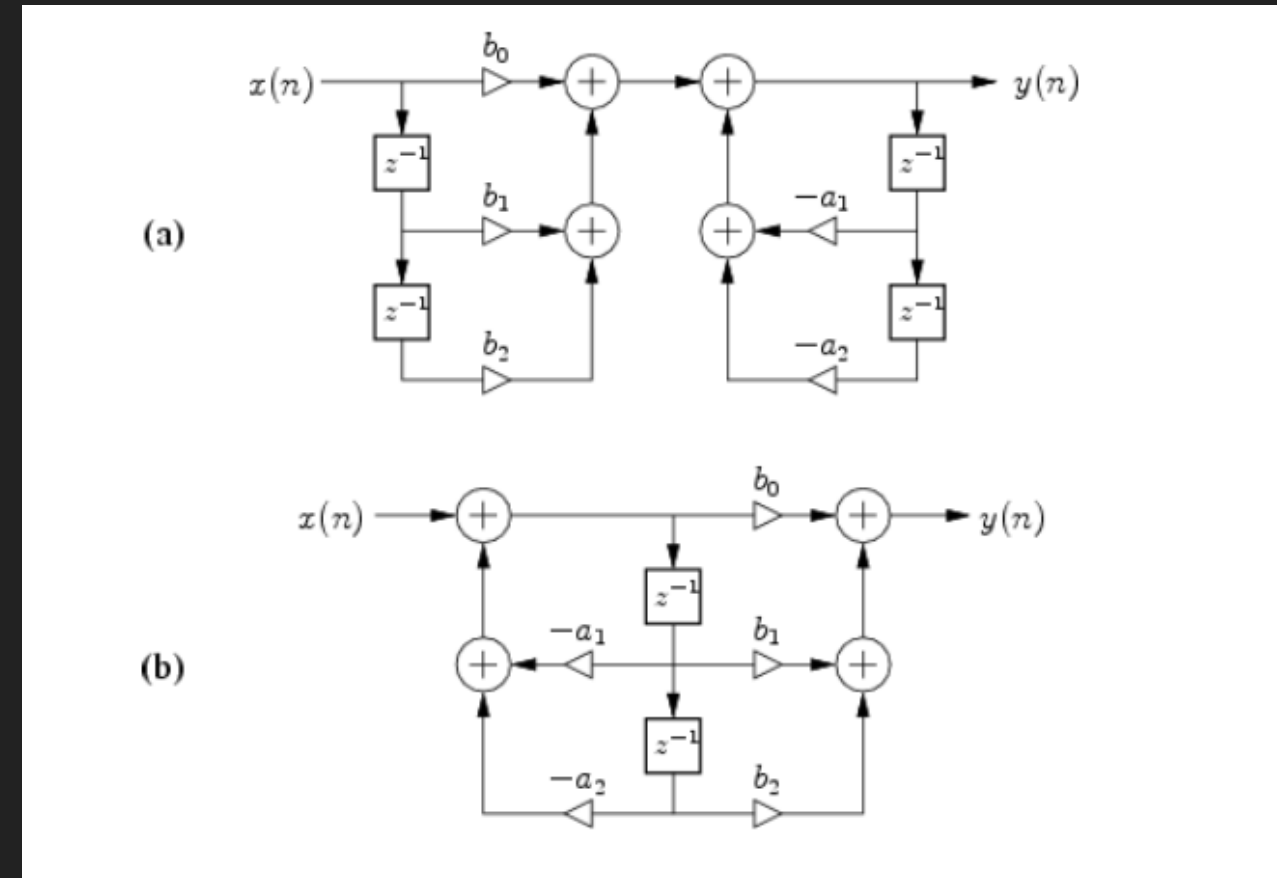 b₀
x(n) + + y(n)
z⁻¹ z⁻¹
b₁ −a₁
(a) + +
z⁻¹ z⁻¹
b₂ −a₂
b₀
x(n) + + y(n)
z⁻¹
−a₁ b₁
(b) + +
z⁻¹
−a₂ b₂